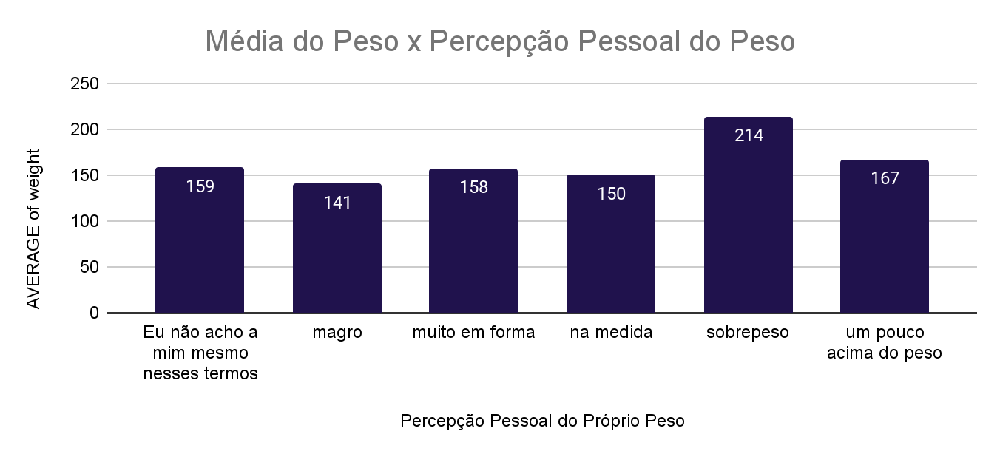 Média do Peso x Percepção Pessoal do Peso
AVERAGE of weight
250
200
150
100
50
0
159
141
158
150
214
167
Eu não acho a
mim mesmo
nesses termos
magro
muito em forma
na medida
sobrepeso
um pouco
acima do peso
Percepção Pessoal do Próprio Peso